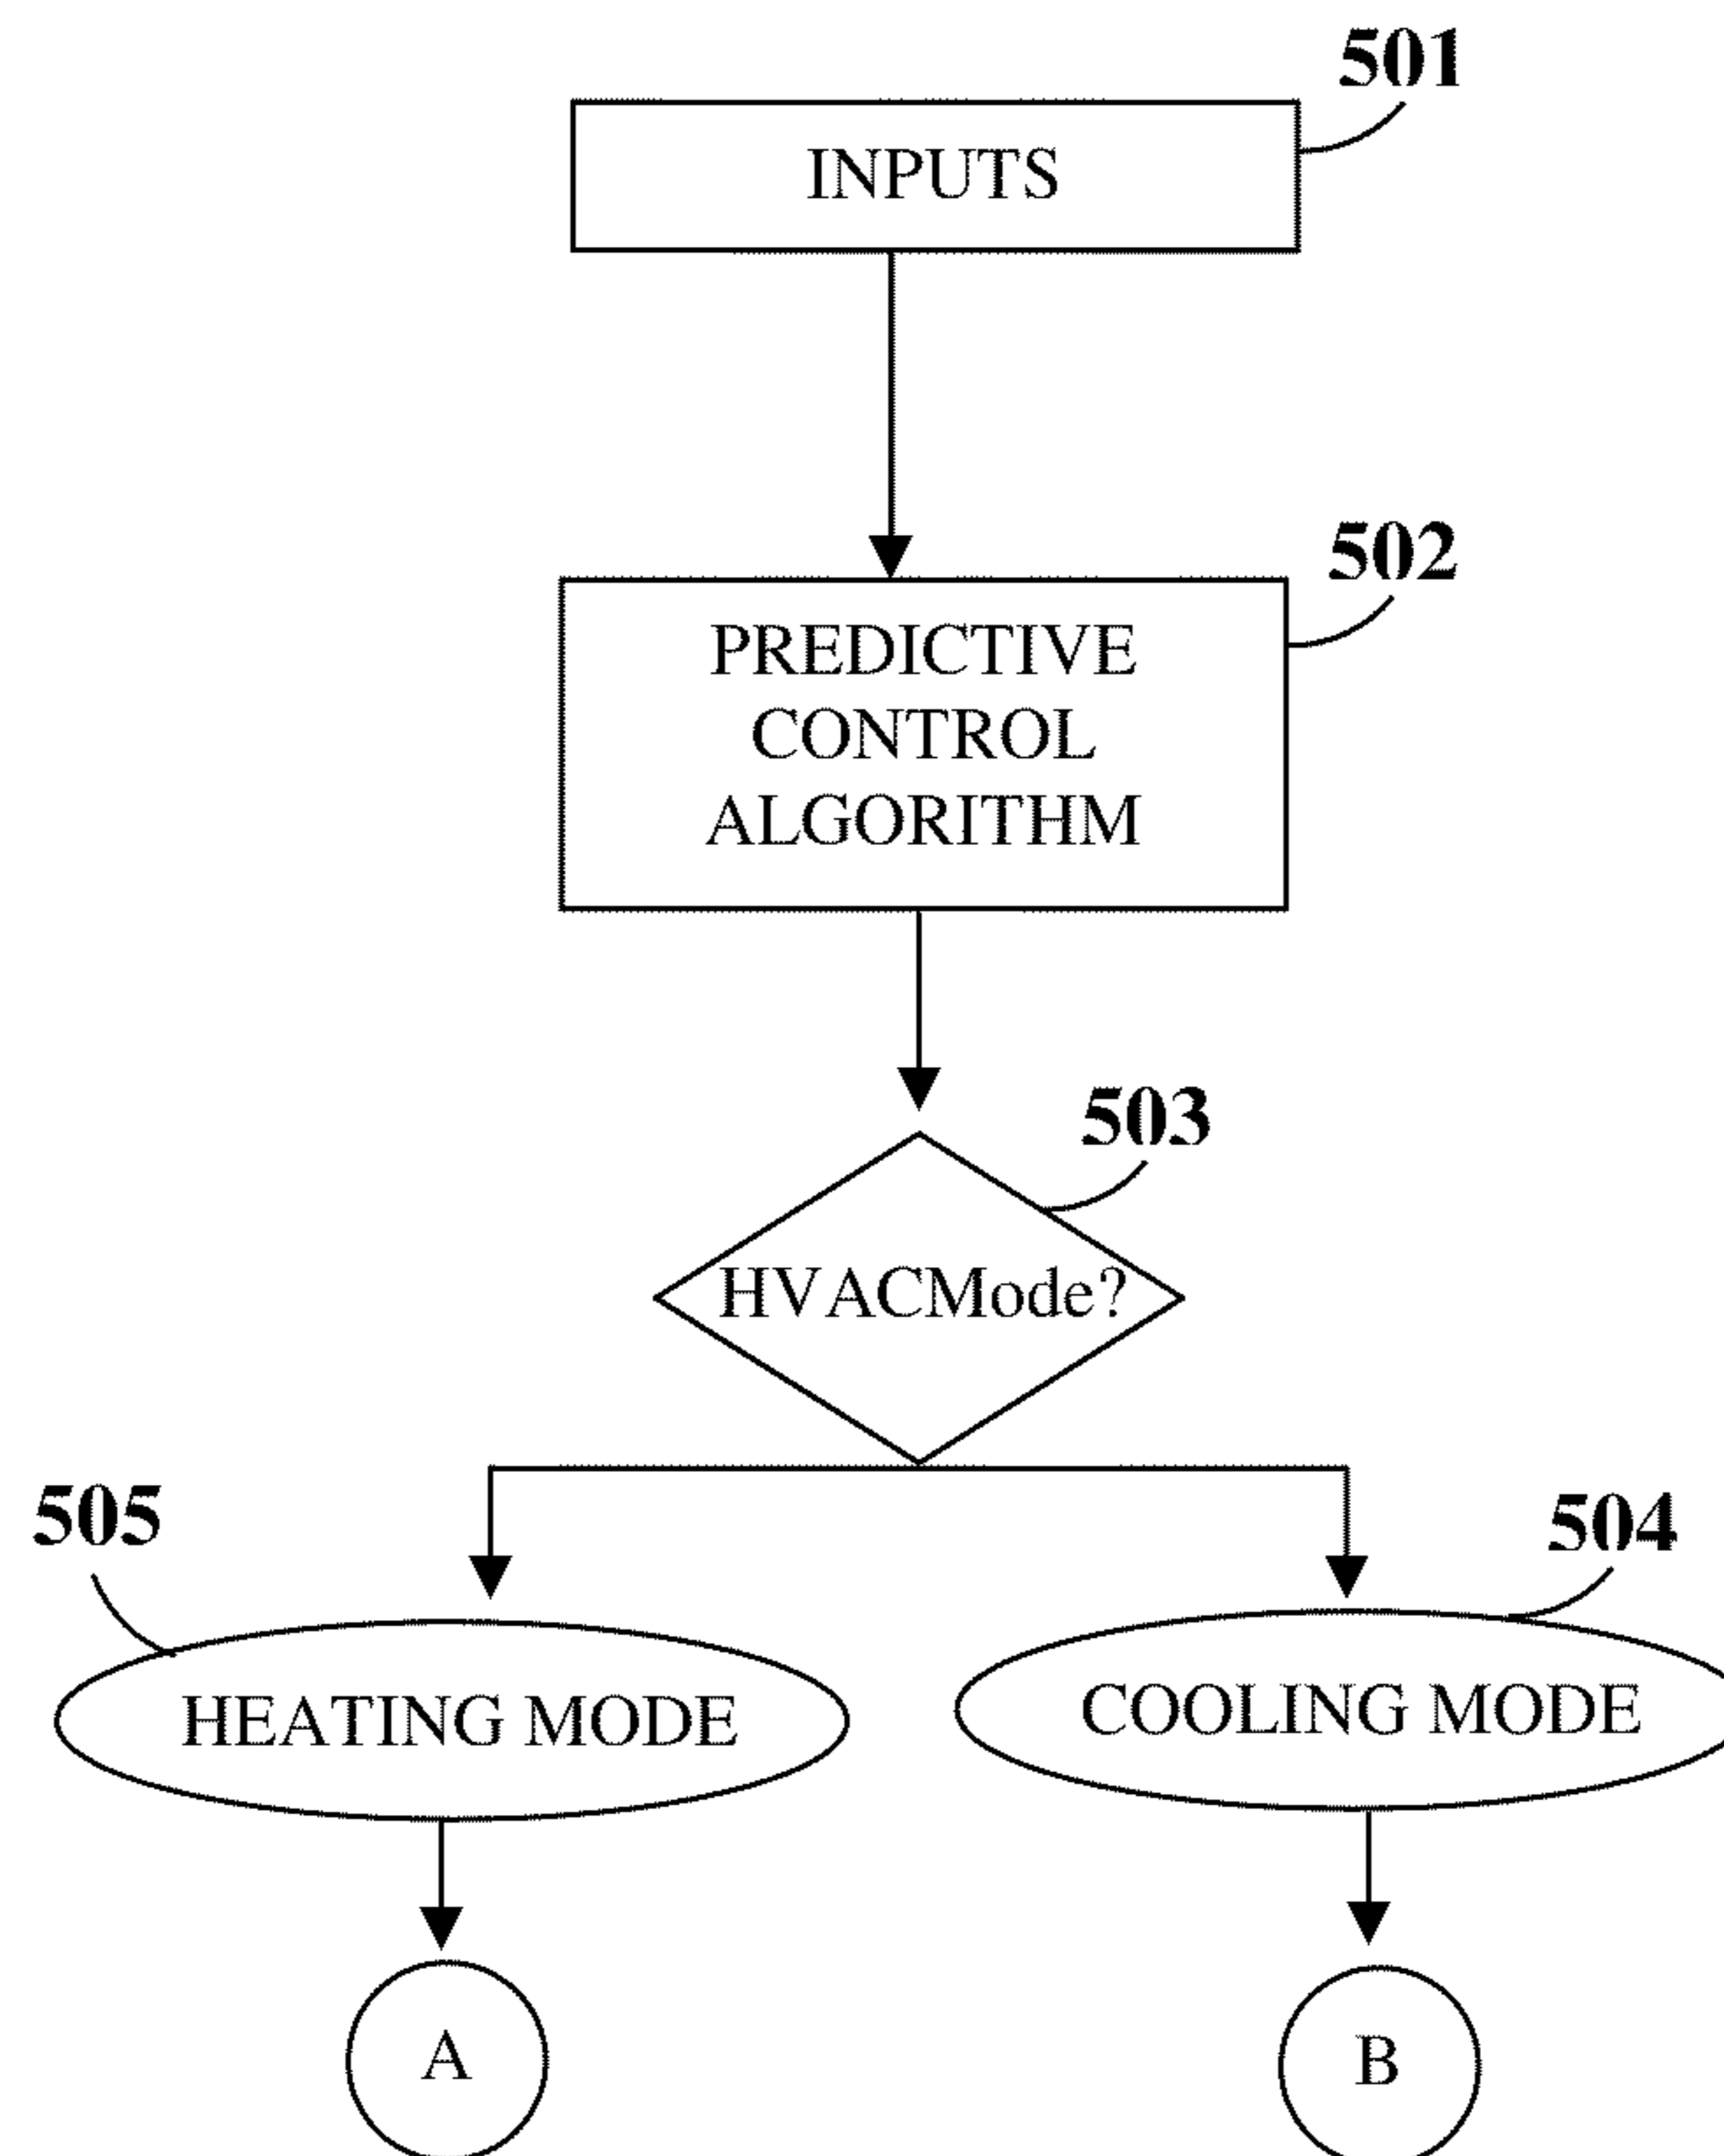 501
INPUTS
502
PREDICTIVE
CONTROL
ALGORITHM
503
HVACMode?
505
504
HEATING MODE
COOLING MODE
A
B